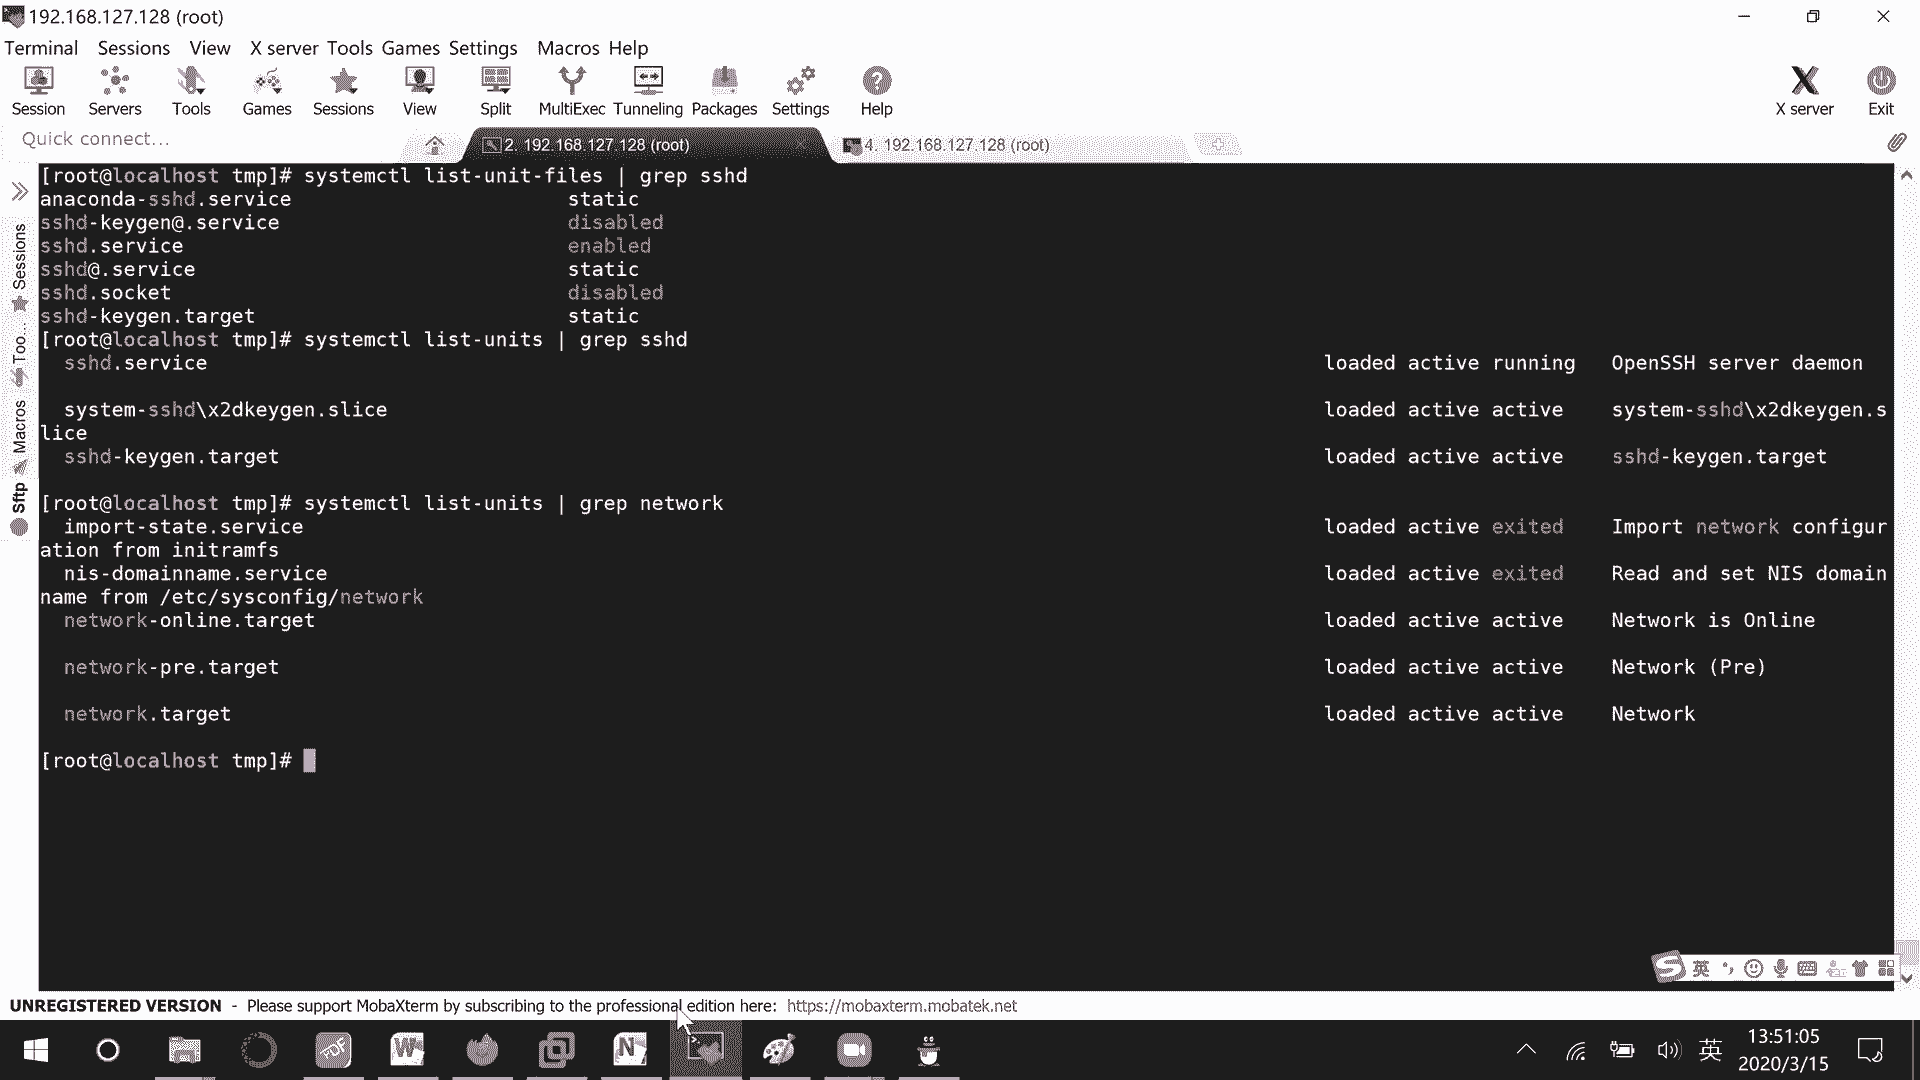 192.168.127.128 (root)
Terminal Sessions View X server Tools Games Settings Macros Help
Session Servers Tools Games Sessions View Split MultiExec Tunneling Packages Settings Help X server Exit
Quick connect...
2. 192.168.127.128 (root)
4. 192.168.127.128 (root)
Sessions
Too...
Macros
Sftp
[root@localhost tmp]# systemctl list-unit-files | grep sshd
anaconda-sshd.service static
sshd-keygen@.service disabled
sshd.service enabled
sshd@.service static
sshd.socket disabled
sshd-keygen.target static
[root@localhost tmp]# systemctl list-units | grep sshd
sshd.service loaded active running OpenSSH server daemon
system-sshd\x2dkeygen.slice loaded active active system-sshd\x2dkeygen.s
lice
sshd-keygen.target loaded active active sshd-keygen.target
[root@localhost tmp]# systemctl list-units | grep network
import-state.service loaded active exited Import network configur
ation from initramfs
nis-domainname.service loaded active exited Read and set NIS domain
name from /etc/sysconfig/network
network-online.target loaded active active Network is Online
network-pre.target loaded active active Network (Pre)
network.target loaded active active Network
[root@localhost tmp]#
英
UNREGISTERED VERSION - Please support MobaXterm by subscribing to the professional edition here: https://mobaxterm.mobatek.net
PDF W N 英 13:51:05
2020/3/15